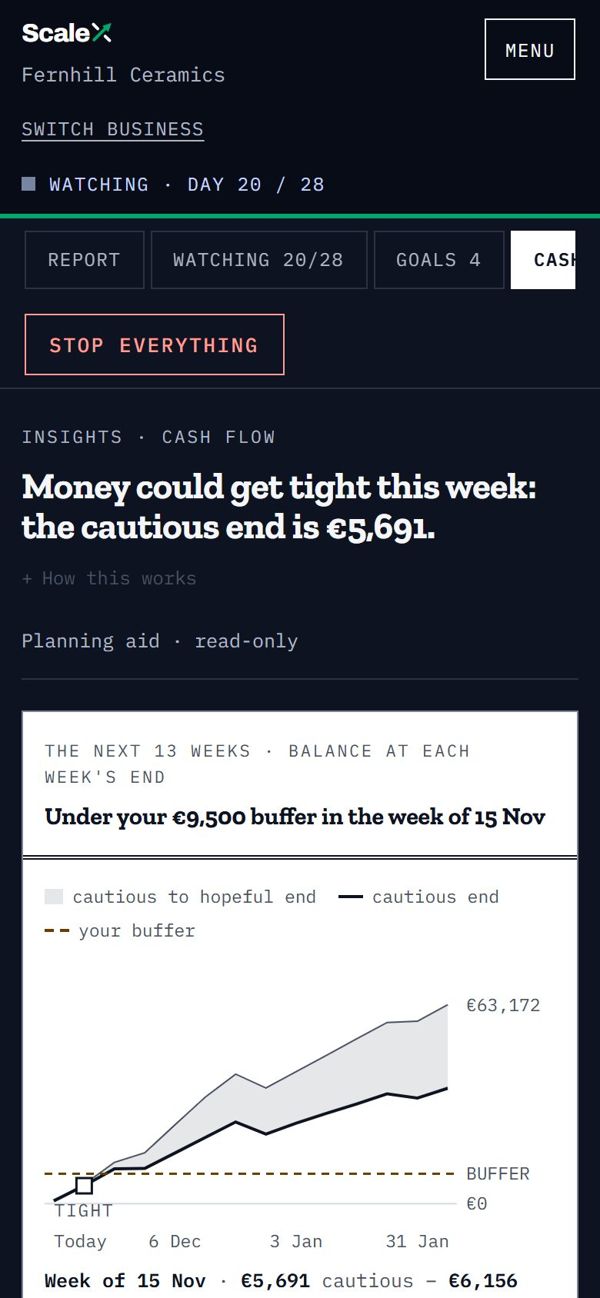 ScaleX
MENU
Fernhill Ceramics
SWITCH BUSINESS
WATCHING · DAY 20 / 28
REPORT
WATCHING 20/28
GOALS 4
CASH
STOP EVERYTHING
INSIGHTS · CASH FLOW
Money could get tight this week:
the cautious end is €5,691.
+ How this works
Planning aid · read-only
THE NEXT 13 WEEKS · BALANCE AT EACH
WEEK'S END
Under your €9,500 buffer in the week of 15 Nov
cautious to hopeful end
cautious end
your buffer
€63,172
BUFFER
€0
TIGHT
Today
6 Dec
3 Jan
31 Jan
Week of 15 Nov · €5,691 cautious – €6,156